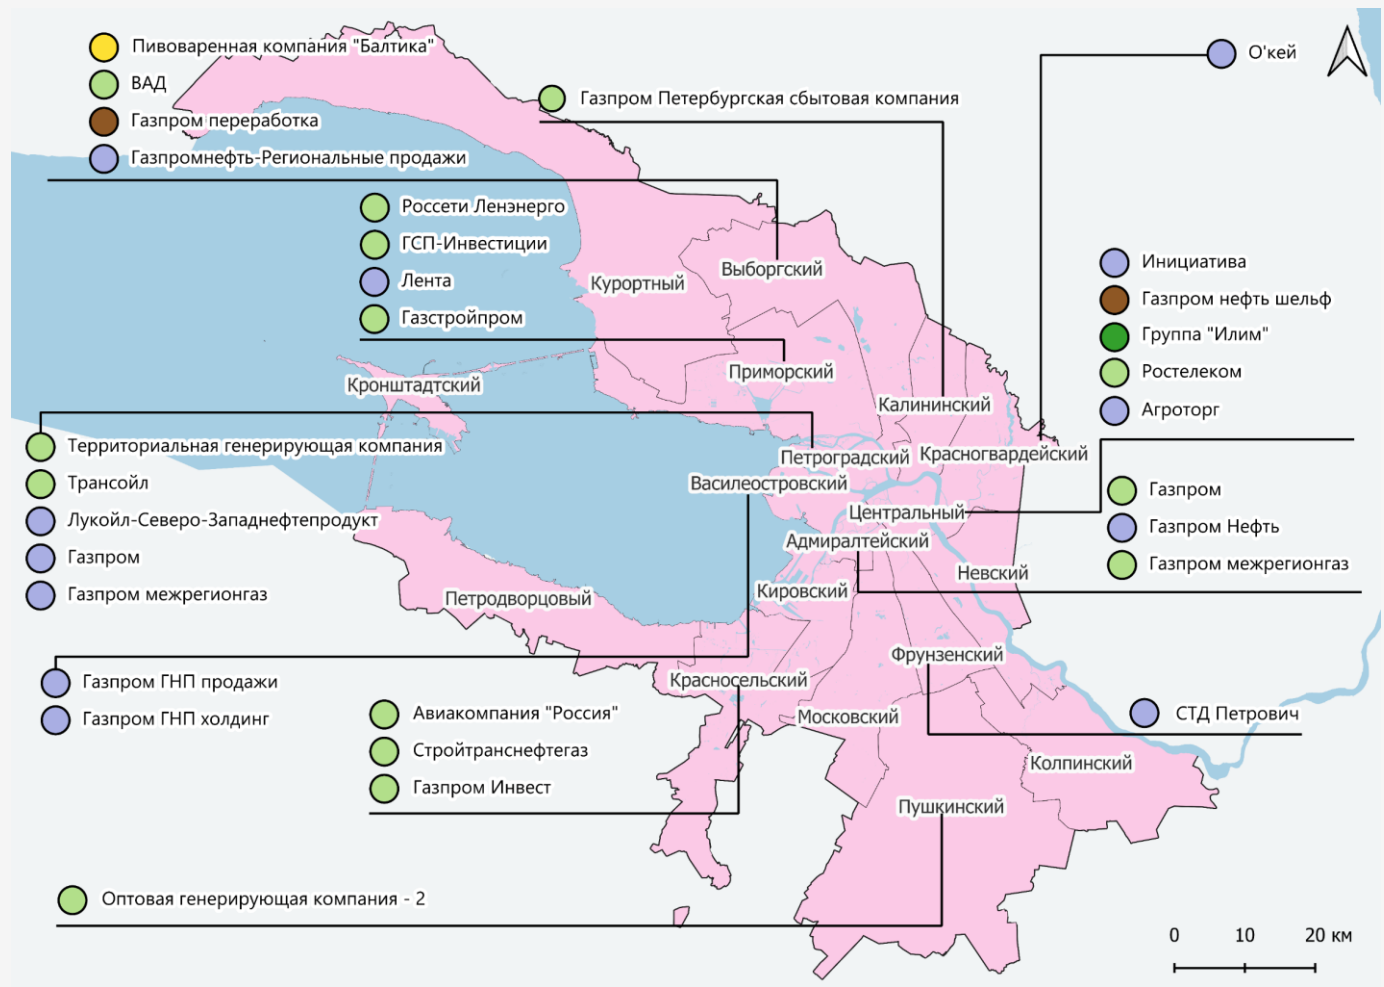 Пивоваренная компания "Балтика"
ВАД
Газпром переработка
Газпромнефть-Региональные продажи
Газпром Петербургская сбытовая компания
О'кей
Россети Ленэнерго
ГСП-Инвестиции
Лента
Газстройпром
Инициатива
Газпром нефть шельф
Группа "Илим"
Ростелеком
Агроторг
Курортный
Выборгский
Приморский
Кронштадтский
Калининский
Территориальная генерирующая компания
Трансойл
Лукойл-Северо-Западнефтепродукт
Газпром
Газпром межрегионгаз
Петроградский
Красногвардейский
Василеостровский
Центральный
Адмиралтейский
Газпром
Газпром Нефть
Газпром межрегионгаз
Невский
Кировский
Петродворцовый
Фрунзенский
Красносельский
Московский
Газпром ГНП продажи
Газпром ГНП холдинг
Авиакомпания "Россия"
Стройтранснефтегаз
Газпром Инвест
СТД Петрович
Колпинский
Пушкинский
Оптовая генерирующая компания - 2
0 10 20 км